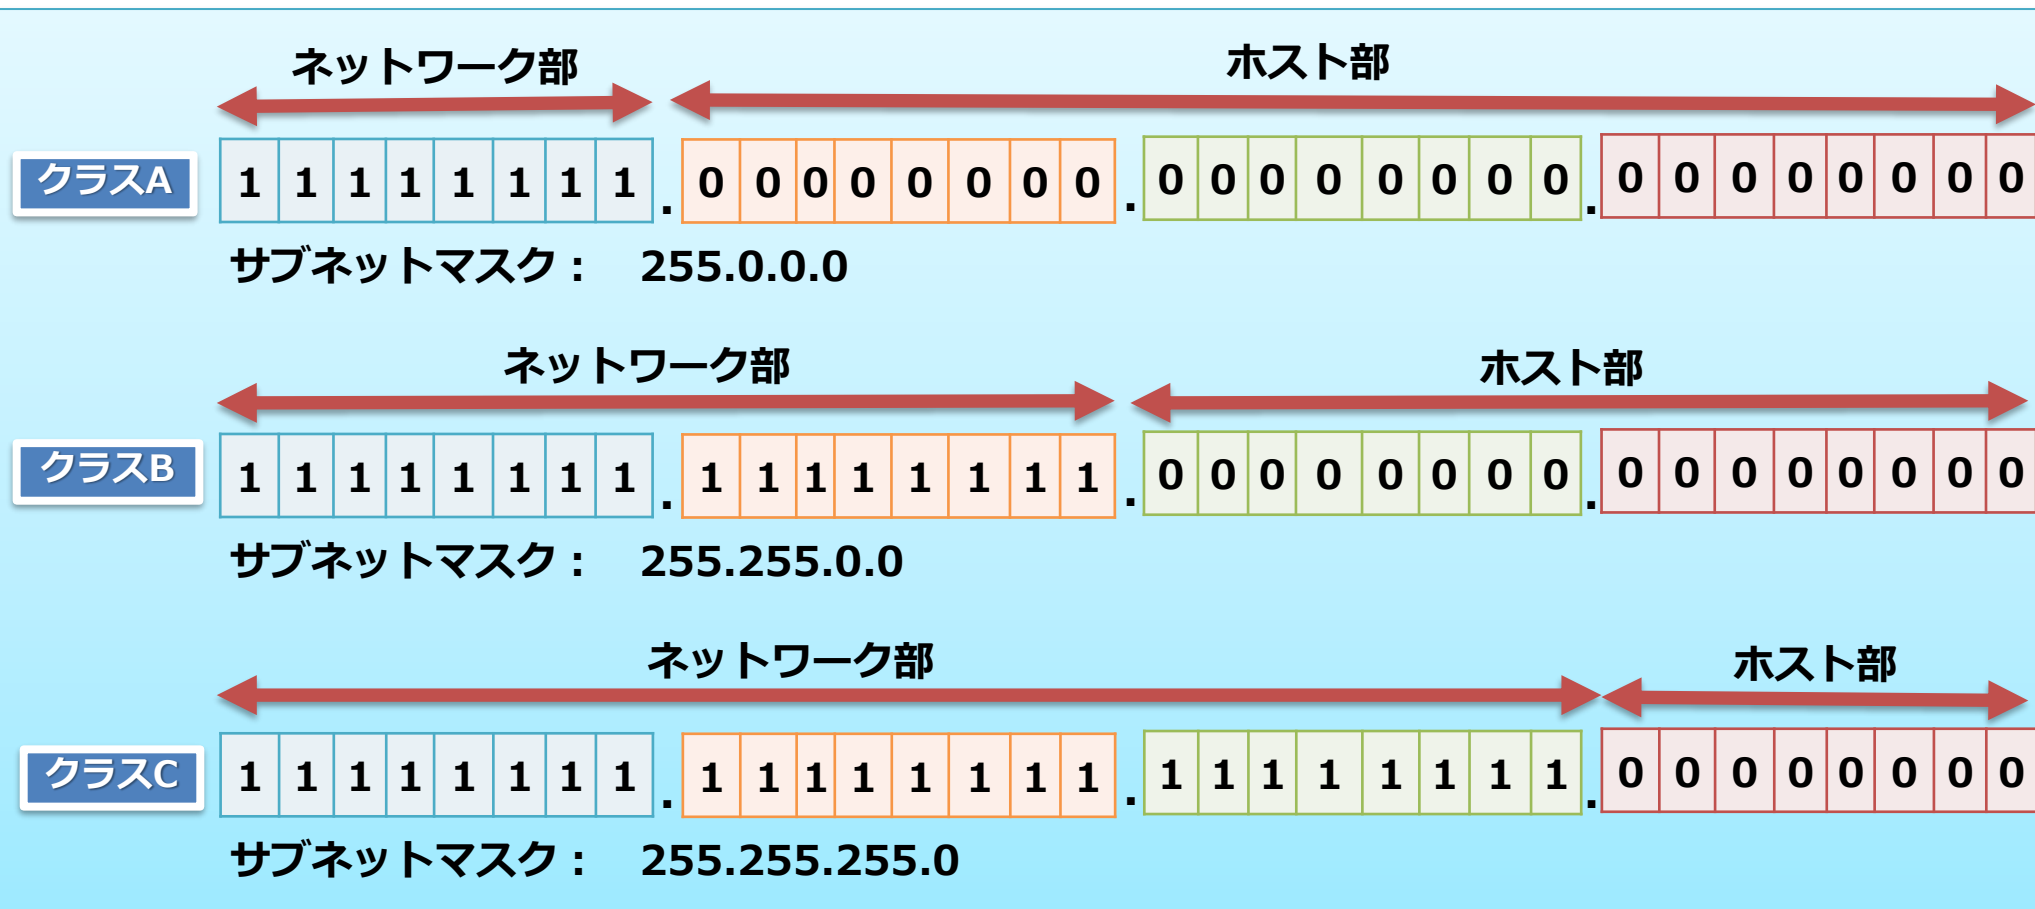 ネットワーク部 ホスト部
クラスA 1 1 1 1 1 1 1 1 . 0 0 0 0 0 0 0 0 . 0 0 0 0 0 0 0 0 . 0 0 0 0 0 0 0 0
サブネットマスク： 255.0.0.0
ネットワーク部 ホスト部
クラスB 1 1 1 1 1 1 1 1 . 1 1 1 1 1 1 1 1 . 0 0 0 0 0 0 0 0 . 0 0 0 0 0 0 0 0
サブネットマスク： 255.255.0.0
ネットワーク部 ホスト部
クラスC 1 1 1 1 1 1 1 1 . 1 1 1 1 1 1 1 1 . 1 1 1 1 1 1 1 1 . 0 0 0 0 0 0 0 0
サブネットマスク： 255.255.255.0